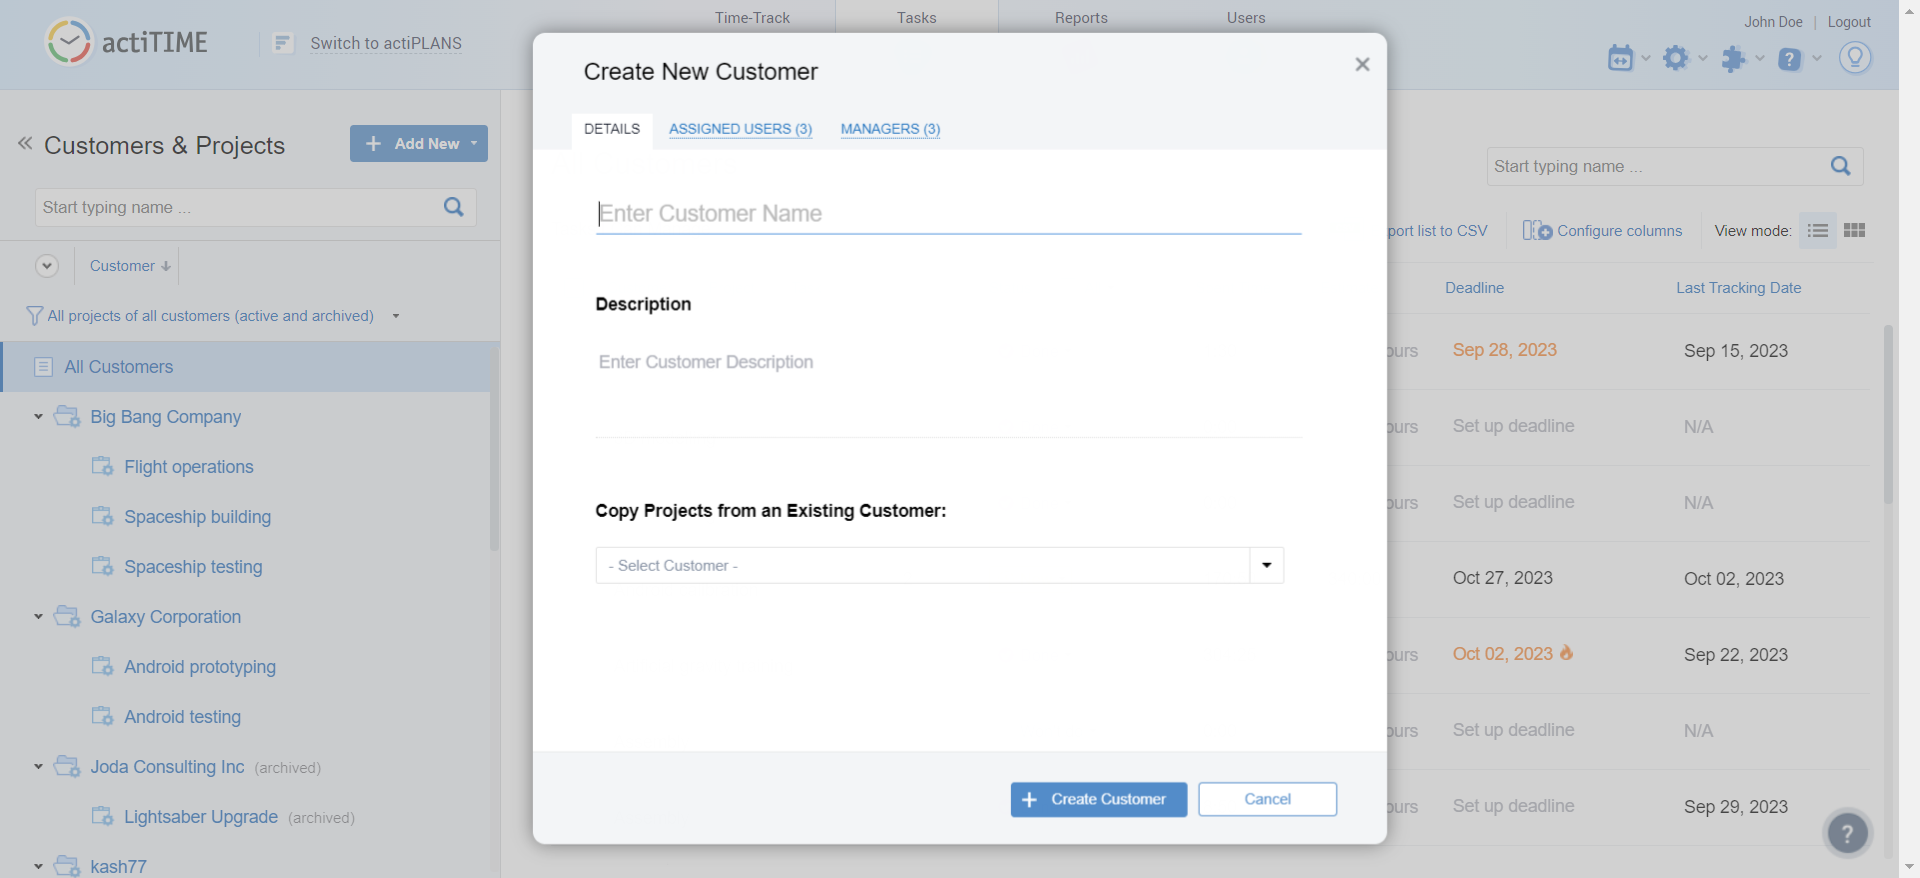 Time-Track
Tasks
Reports
Users
John Doe
Logout
actiTIME
Switch to actiPLANS
Create New Customer
DETAILS
ASSIGNED USERS (3)
MANAGERS (3)
Customers & Projects
Add New
Start typing name ...
Start typing name ...
Enter Customer Name
port list to CSV
Configure columns
View mode:
Customer
Deadline
Last Tracking Date
Description
All projects of all customers (active and archived)
ours
Sep 28, 2023
Sep 15, 2023
Enter Customer Description
All Customers
Big Bang Company
ours
Set up deadline
N/A
Flight operations
Copy Projects from an Existing Customer:
ours
Set up deadline
N/A
Spaceship building
- Select Customer -
Spaceship testing
Oct 27, 2023
Oct 02, 2023
Galaxy Corporation
Android prototyping
ours
Oct 02, 2023
Sep 22, 2023
Android testing
ours
Set up deadline
N/A
Joda Consulting Inc (archived)
Create Customer
Cancel
Lightsaber Upgrade (archived)
ours
Set up deadline
Sep 29, 2023
kash77